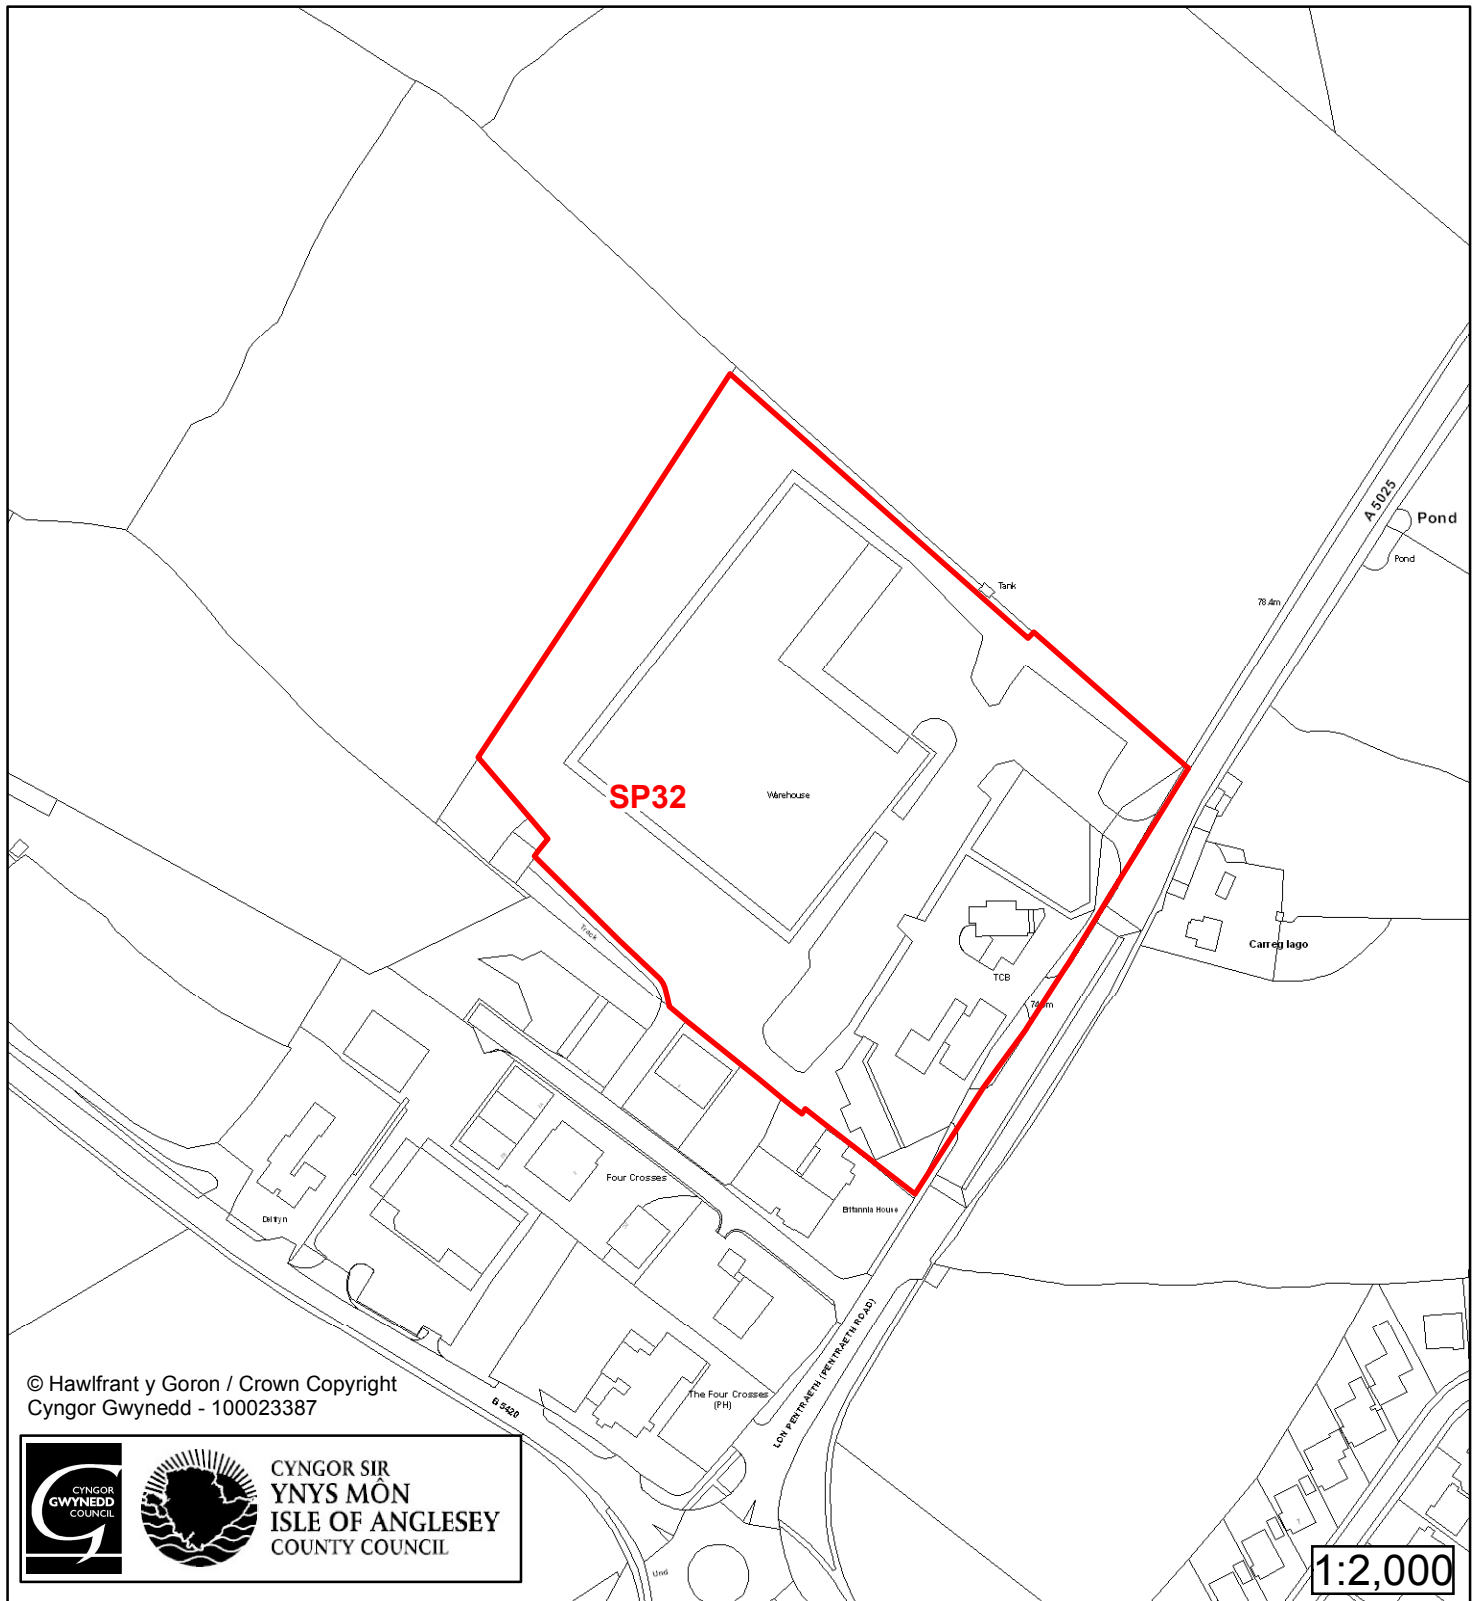 A 5025
Pond
Pond
Tank
78.4m
SP32
Warehouse
Carreg Iago
Track
TCB
Four Crosses
Britannia House
LON PENTRAETH (PENTRAETH ROAD)
The Four Crosses
(PH)
B 5420
Und
© Hawlfrant y Goron / Crown Copyright
Cyngor Gwynedd - 100023387
CYNGOR
GWYNEDD
COUNCIL
CYNGOR SIR
YNYS MÔN
ISLE OF ANGLESEY
COUNTY COUNCIL
1:2,000